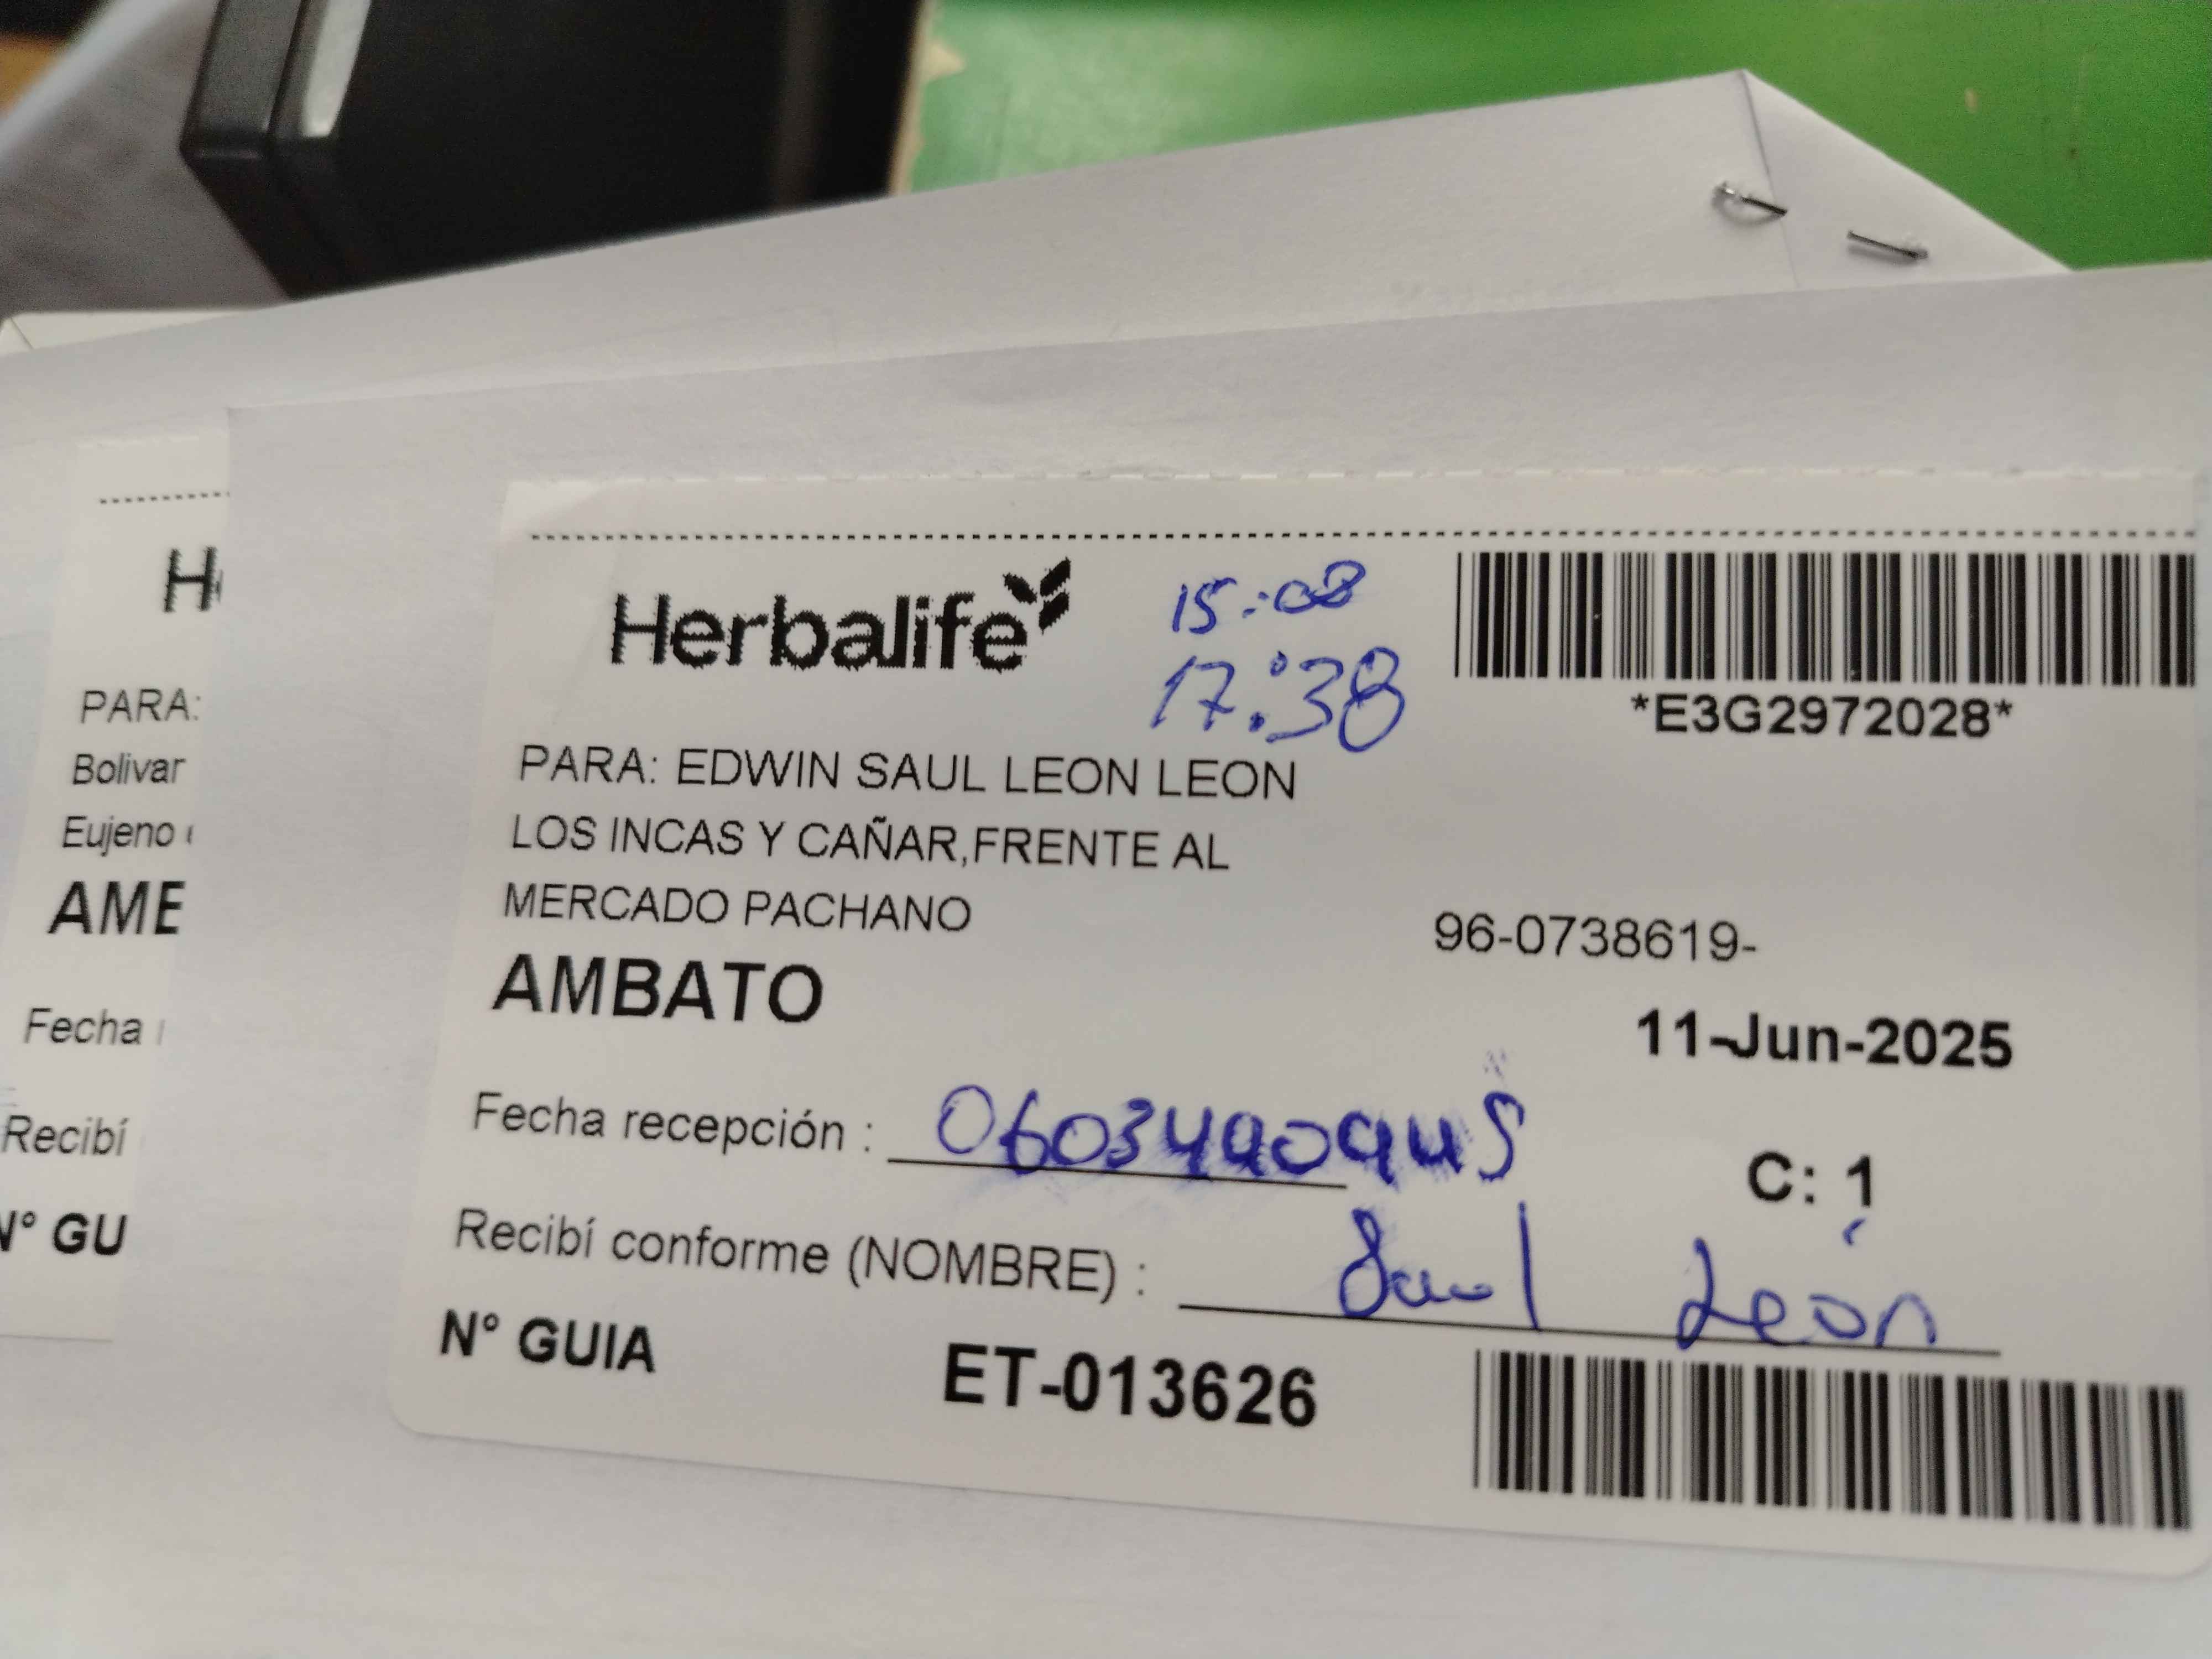 Herbalife
15:08
17:38
*E3G2972028*
PARA: EDWIN SAUL LEON LEON
LOS INCAS Y CAÑAR,FRENTE AL
MERCADO PACHANO
96-0738619-
AMBATO
11-Jun-2025
Fecha recepción :
C: 1
Recibí conforme (NOMBRE) : Saul León
N° GUIA ET-013626
PARA:
Bolivar
Eujeno
AME
Fecha
Recibí
N° GU